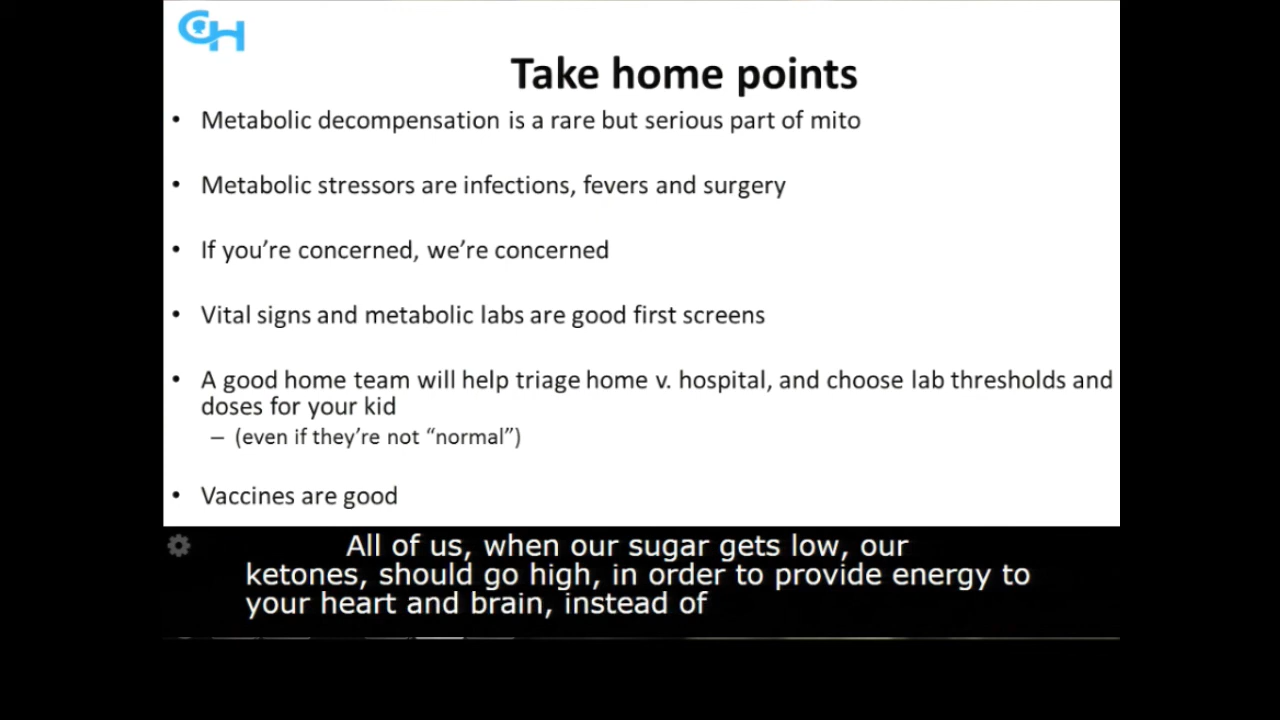 CH
Take home points
• Metabolic decompensation is a rare but serious part of mito
• Metabolic stressors are infections, fevers and surgery
• If you’re concerned, we’re concerned
• Vital signs and metabolic labs are good first screens
• A good home team will help triage home v. hospital, and choose lab thresholds and
doses for your kid
– (even if they’re not “normal”)
• Vaccines are good
All of us, when our sugar gets low, our
ketones, should go high, in order to provide energy to
your heart and brain, instead of